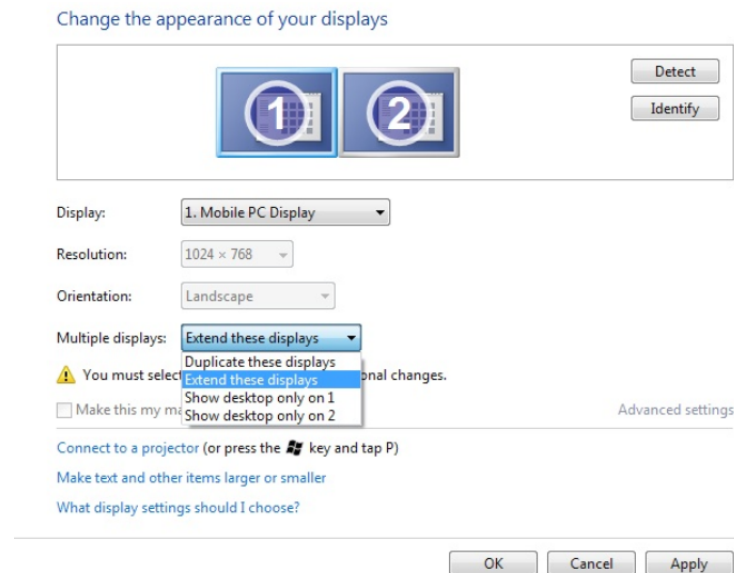 Change the appearance of your displays
1
2
Detect
Identify
Display: 1. Mobile PC Display
Resolution: 1024 × 768
Orientation: Landscape
Multiple displays: Extend these displays
Duplicate these displays
You must select Extend these displays onal changes.
Show desktop only on 1
Make this my ma Show desktop only on 2 Advanced settings
Connect to a projector (or press the key and tap P)
Make text and other items larger or smaller
What display settings should I choose?
OK Cancel Apply